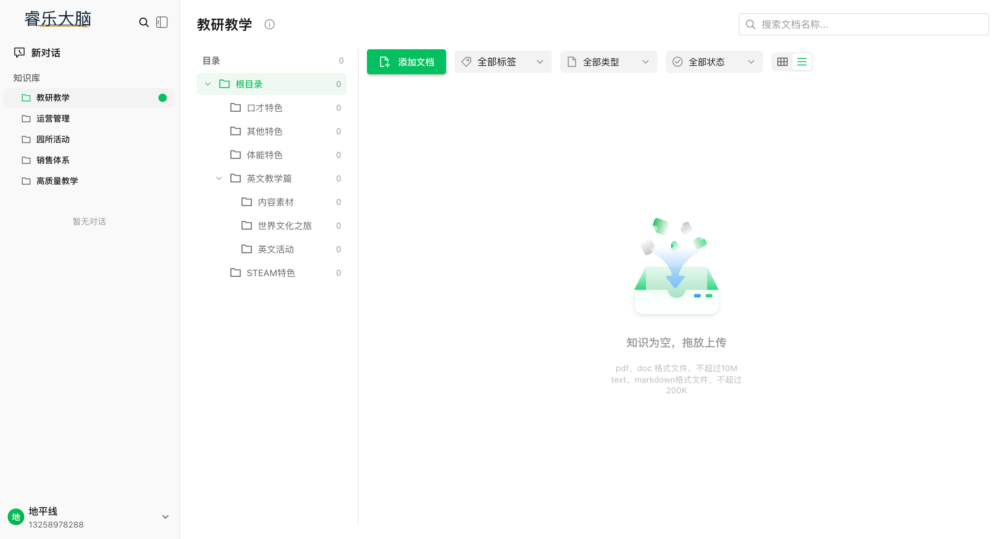 睿乐大脑
新对话
知识库
教研教学
运营管理
园所活动
销售体系
高质量教学
暂无对话
地
地平线
13258978288
教研教学
搜索文档名称...
目录 0
根目录 0
口才特色 0
其他特色 0
体能特色 0
英文教学篇 0
内容素材 0
世界文化之旅 0
英文活动 0
STEAM特色 0
添加文档
全部标签
全部类型
全部状态
知识为空，拖放上传
pdf、doc 格式文件，不超过10M
text、markdown格式文件，不超过
200K